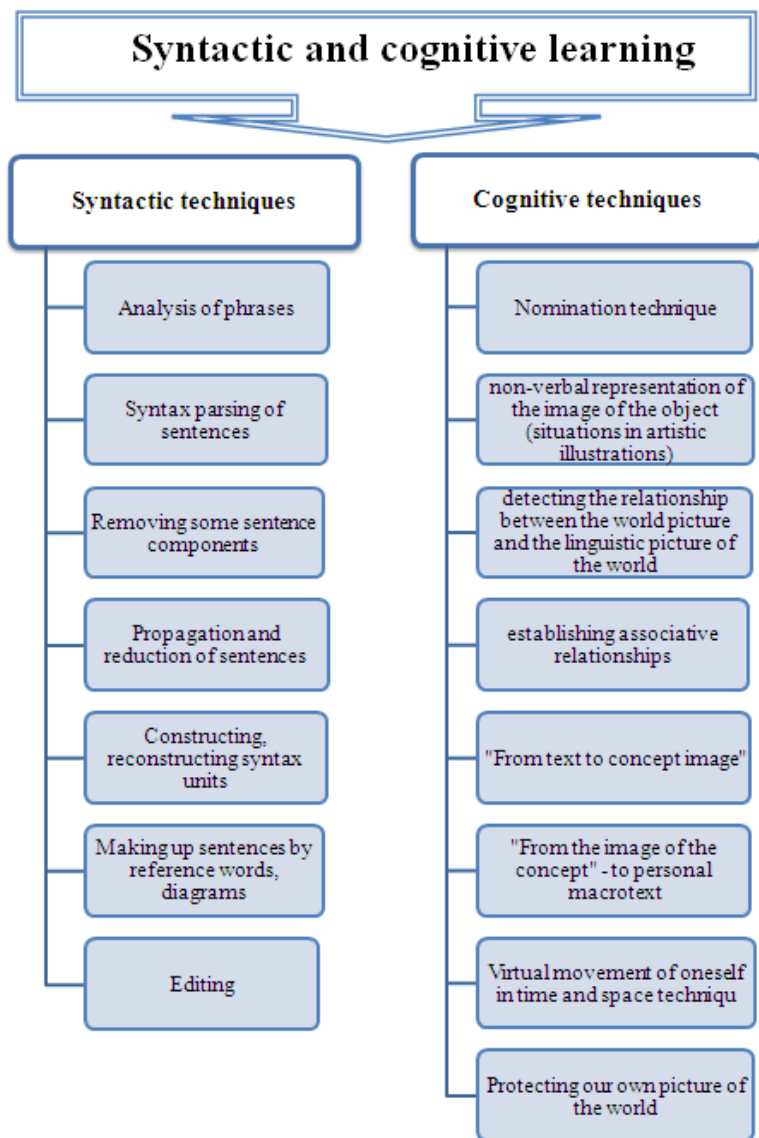 Syntactic and cognitive learning
Syntactic techniques
Analysis of phrases
Syntax parsing of
sentences
Removing some sentence
components
Propagation and
reduction of sentences
Constructing,
reconstructing syntax
units
Making up sentences by
reference words,
diagrams
Editing
Cognitive techniques
Nomination technique
non-verbal representation of
the image of the object
(situations in artistic
illustrations)
detecting the relationship
between the world picture
and the linguistic picture of
the world
establishing associative
relationships
"From text to concept image"
"From the image of the
concept" - to personal
macrotext
Virtual movement of oneself
in time and space techniqu
Protecting our own picture of
the world